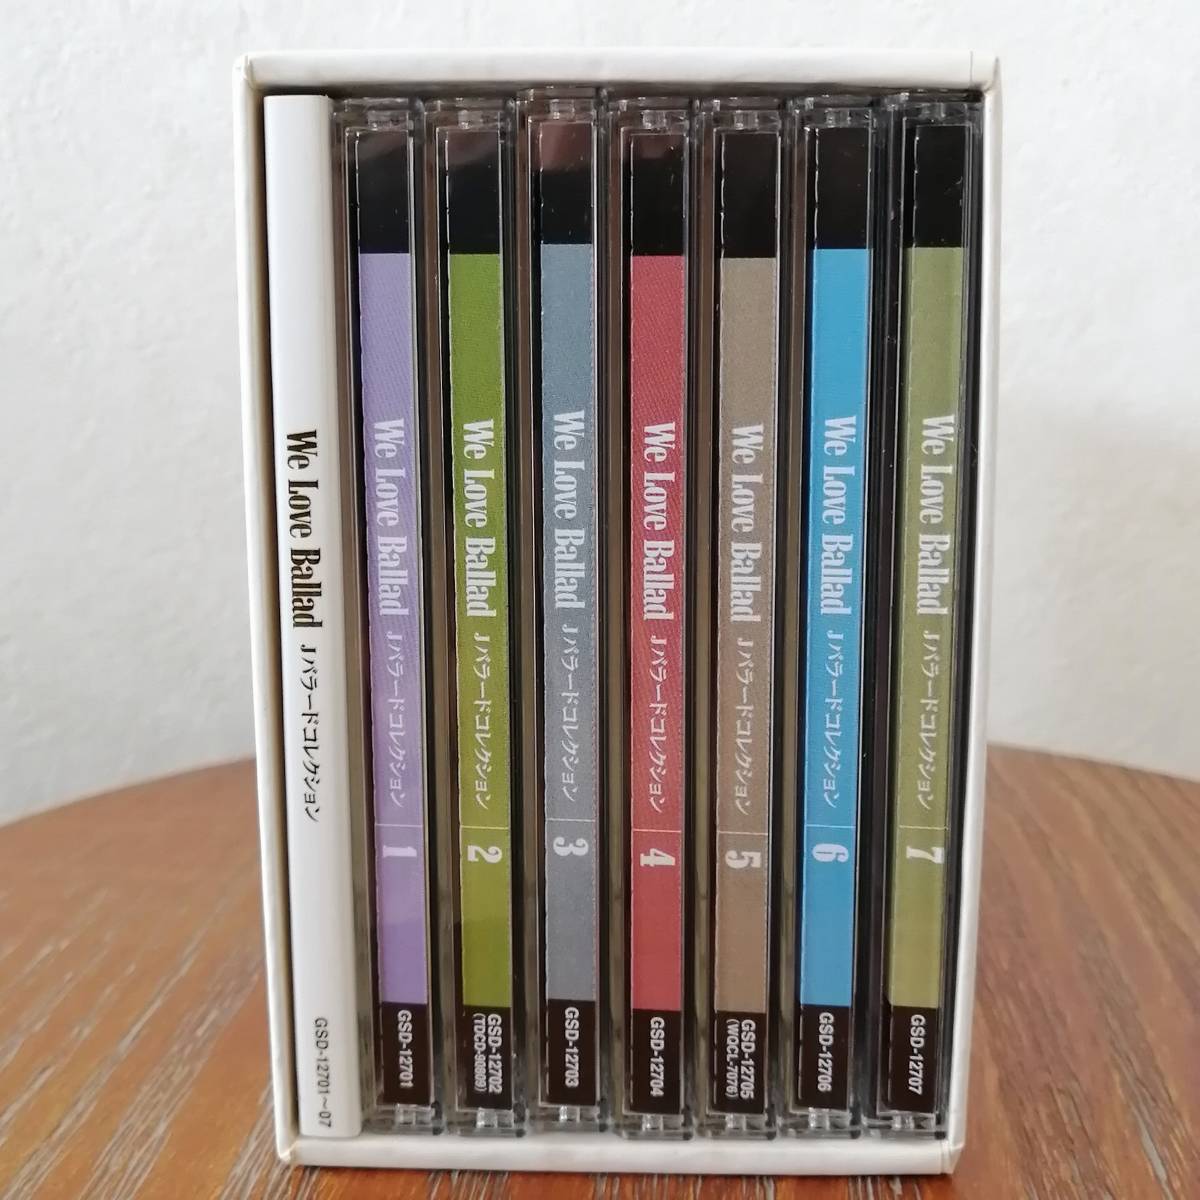 We Love Ballad Jバラードコレクション GSD-12701~07
We Love Ballad Jバラードコレクション 1 GSD-12701
We Love Ballad Jバラードコレクション 2 GSD-12702
(TDCD-90809)
We Love Ballad Jバラードコレクション 3 GSD-12703
We Love Ballad Jバラードコレクション 4 GSD-12704
We Love Ballad Jバラードコレクション 5 GSD-12705
(WQCL-7076)
We Love Ballad Jバラードコレクション 6 GSD-12706
We Love Ballad Jバラードコレクション 7 GSD-12707